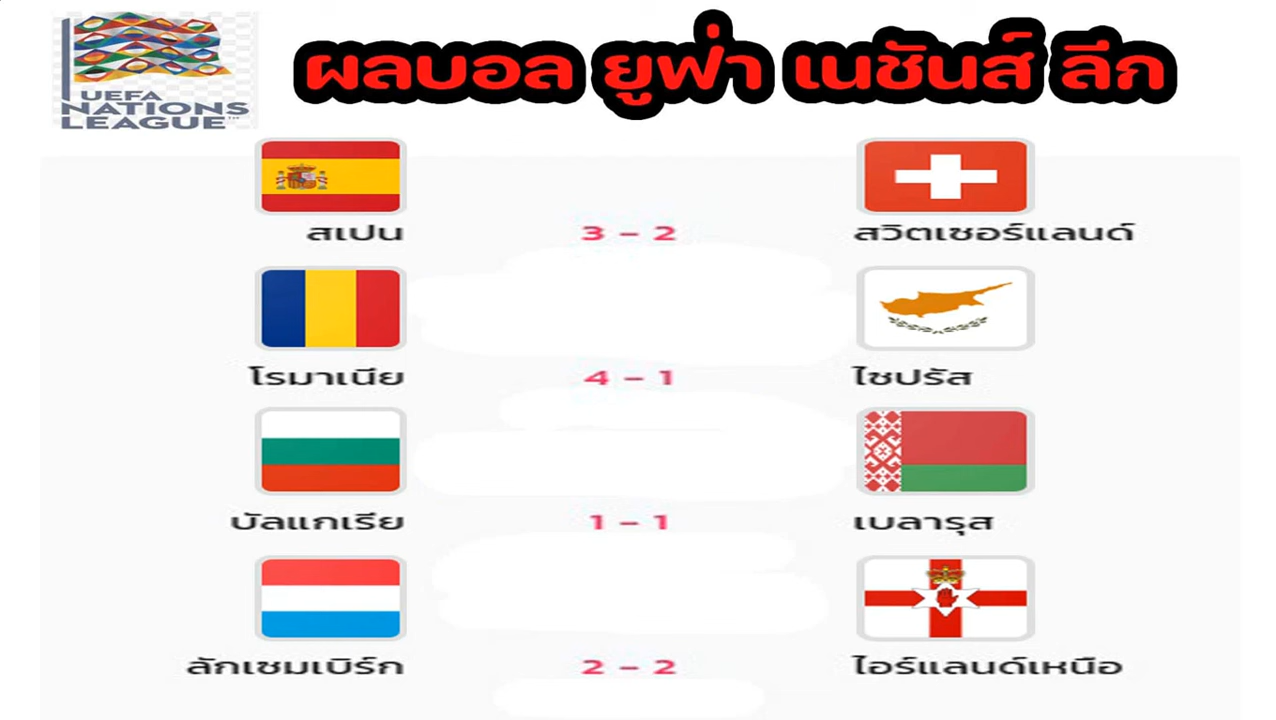 UEFA
NATIONS
LEAGUE™
ผลบอล ยูฟ่า เนชันส์ ลีก
สเปน 3 - 2 สวิตเซอร์แลนด์
โรมาเนีย 4 - 1 ไซปรัส
บัลแกเรีย 1 - 1 เบลารุส
ลักเซมเบิร์ก 2 - 2 ไอร์แลนด์เหนือ